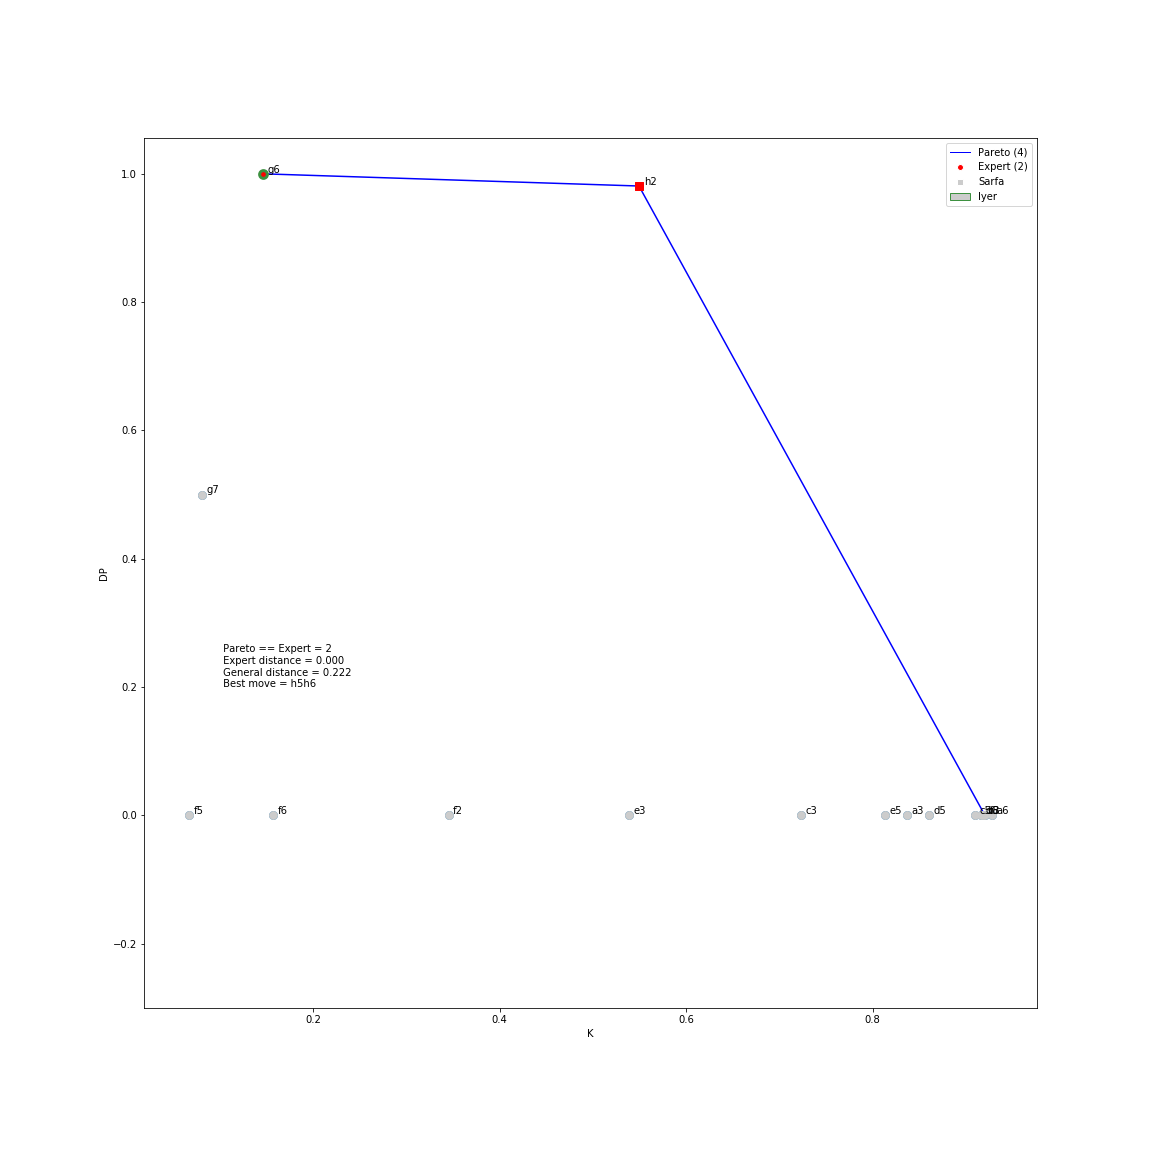 Pareto (4)
Expert (2)
Sarfa
Iyer
1.0
0.8
0.6
0.4
0.2
0.0
−0.2
DP
g6
h2
g7
Pareto == Expert = 2
Expert distance = 0.000
General distance = 0.222
Best move = h5h6
f5
f6
f2
e3
c3
e5
a3
d5
a6
0.2
0.4
0.6
0.8
K